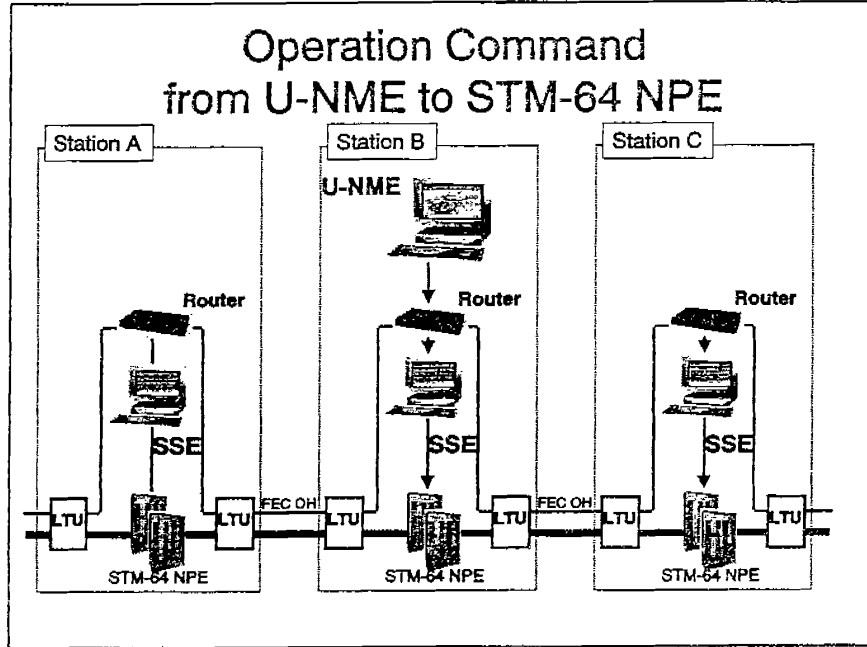 Operation Command
from U-NME to STM-64 NPE
Station A
Station B
Station C
U-NME
Router
Router
Router
SSE
SSE
SSE
LTU
LTU
FEC OH
LTU
LTU
FEC OH
LTU
LTU
STM-64 NPE
STM-64 NPE
STM-64 NPE